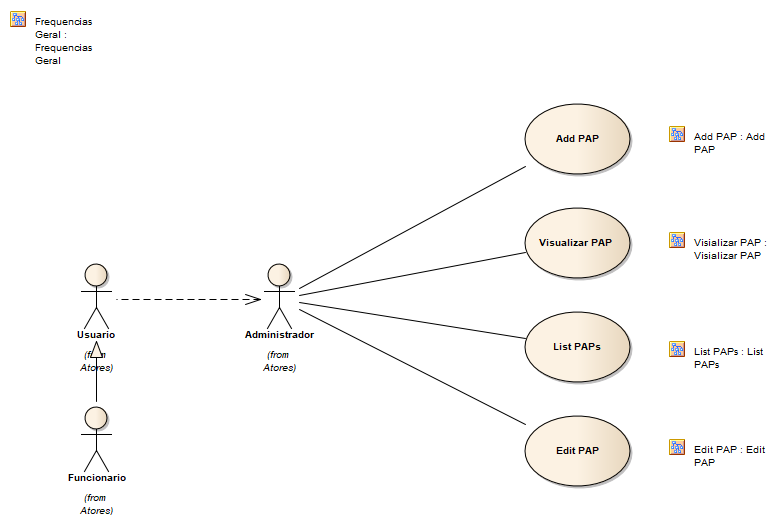 Frequencias
Geral :
Frequencias
Geral
Add PAP
Add PAP : Add
PAP
Visualizar PAP
Visializar PAP :
Visializar PAP
Usuario
(from
Atores)
Administrador
(from
Atores)
List PAPs
List PAPs : List
PAPs
Funcionario
(from
Atores)
Edit PAP
Edit PAP : Edit
PAP